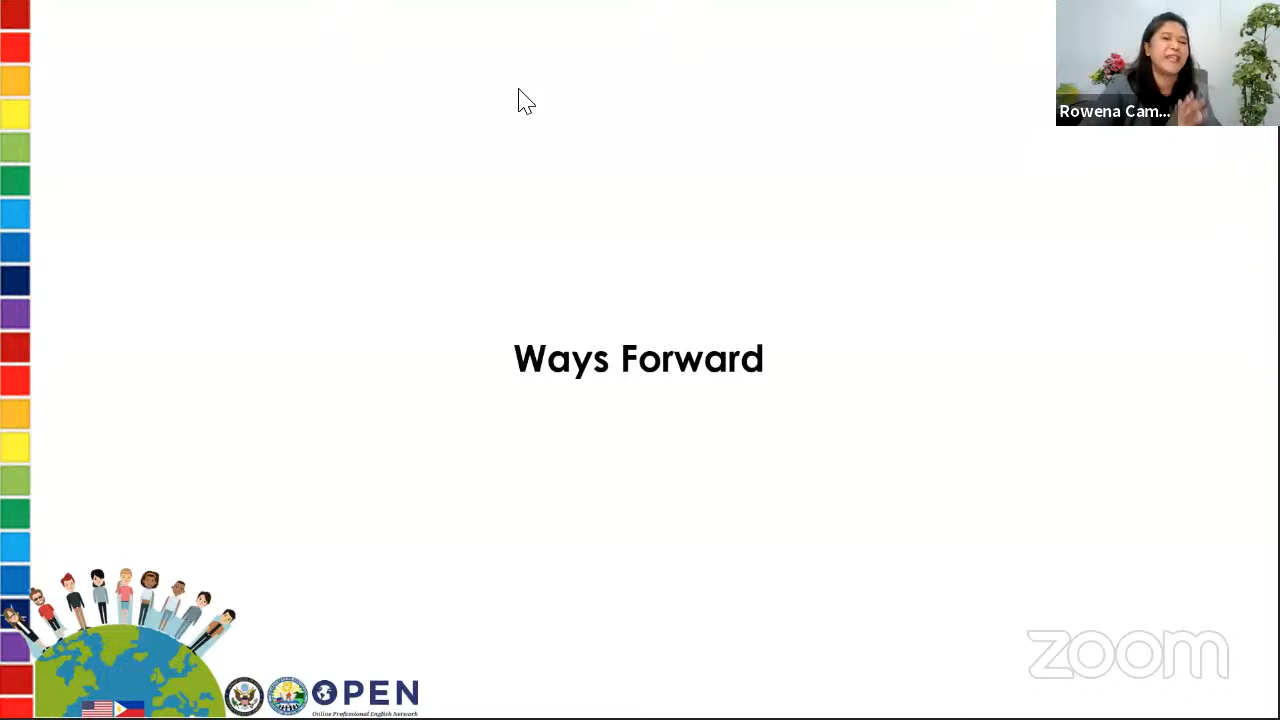 Rowena Cam...
Ways Forward
zoom
OPEN
Online Professional English Network